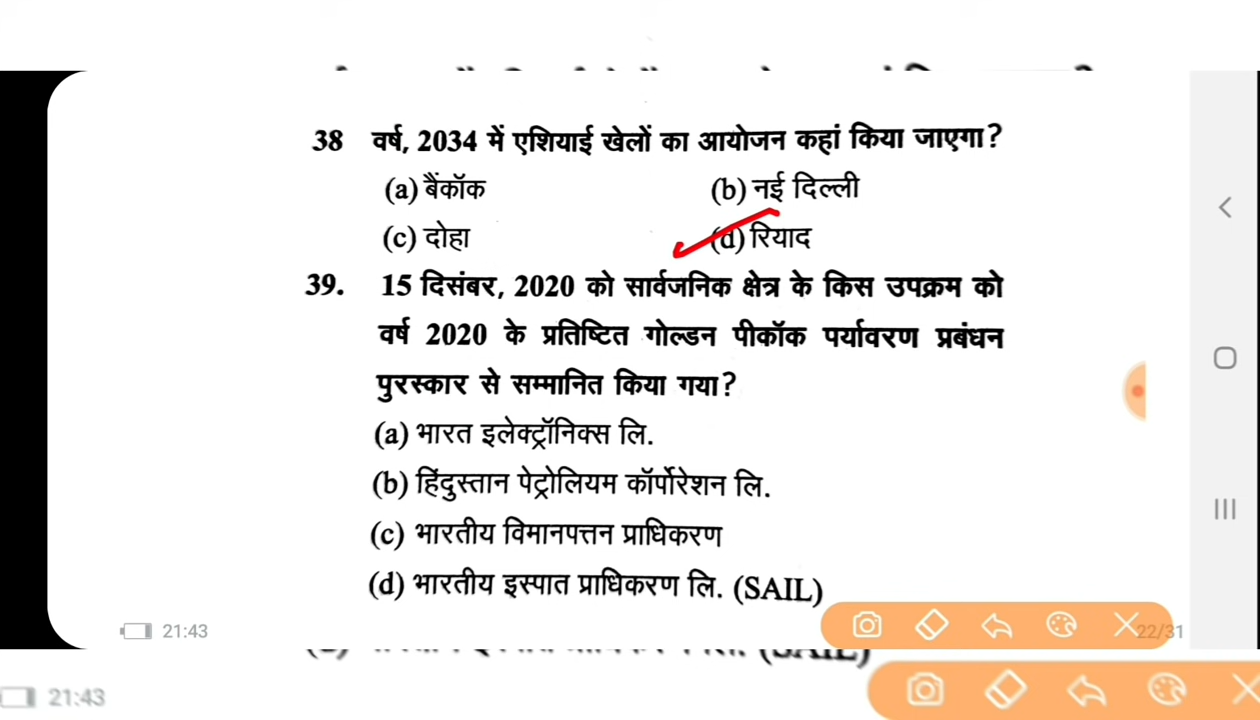 38 वर्ष, 2034 में एशियाई खेलों का आयोजन कहां किया जाएगा?
(a) बैंकॉक (b) नई दिल्ली
(c) दोहा (d) रियाद
39. 15 दिसंबर, 2020 को सार्वजनिक क्षेत्र के किस उपक्रम को
वर्ष 2020 के प्रतिष्टित गोल्डन पीकॉक पर्यावरण प्रबंधन
पुरस्कार से सम्मानित किया गया?
(a) भारत इलेक्ट्रॉनिक्स लि.
(b) हिंदुस्तान पेट्रोलियम कॉर्पोरेशन लि.
(c) भारतीय विमानपत्तन प्राधिकरण
(d) भारतीय इस्पात प्राधिकरण लि. (SAIL)
21:43 22/31
21:43